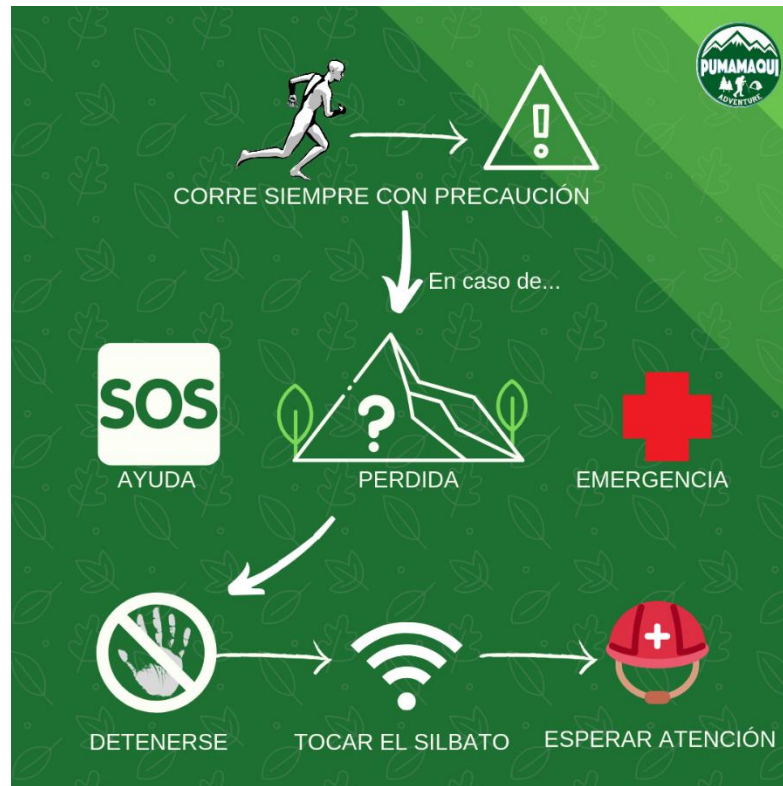 PUMAMAQUI
ADVENTURE
CORRE SIEMPRE CON PRECAUCIÓN
En caso de...
SOS
AYUDA
PERDIDA
EMERGENCIA
DETENERSE
TOCAR EL SILBATO
ESPERAR ATENCIÓN